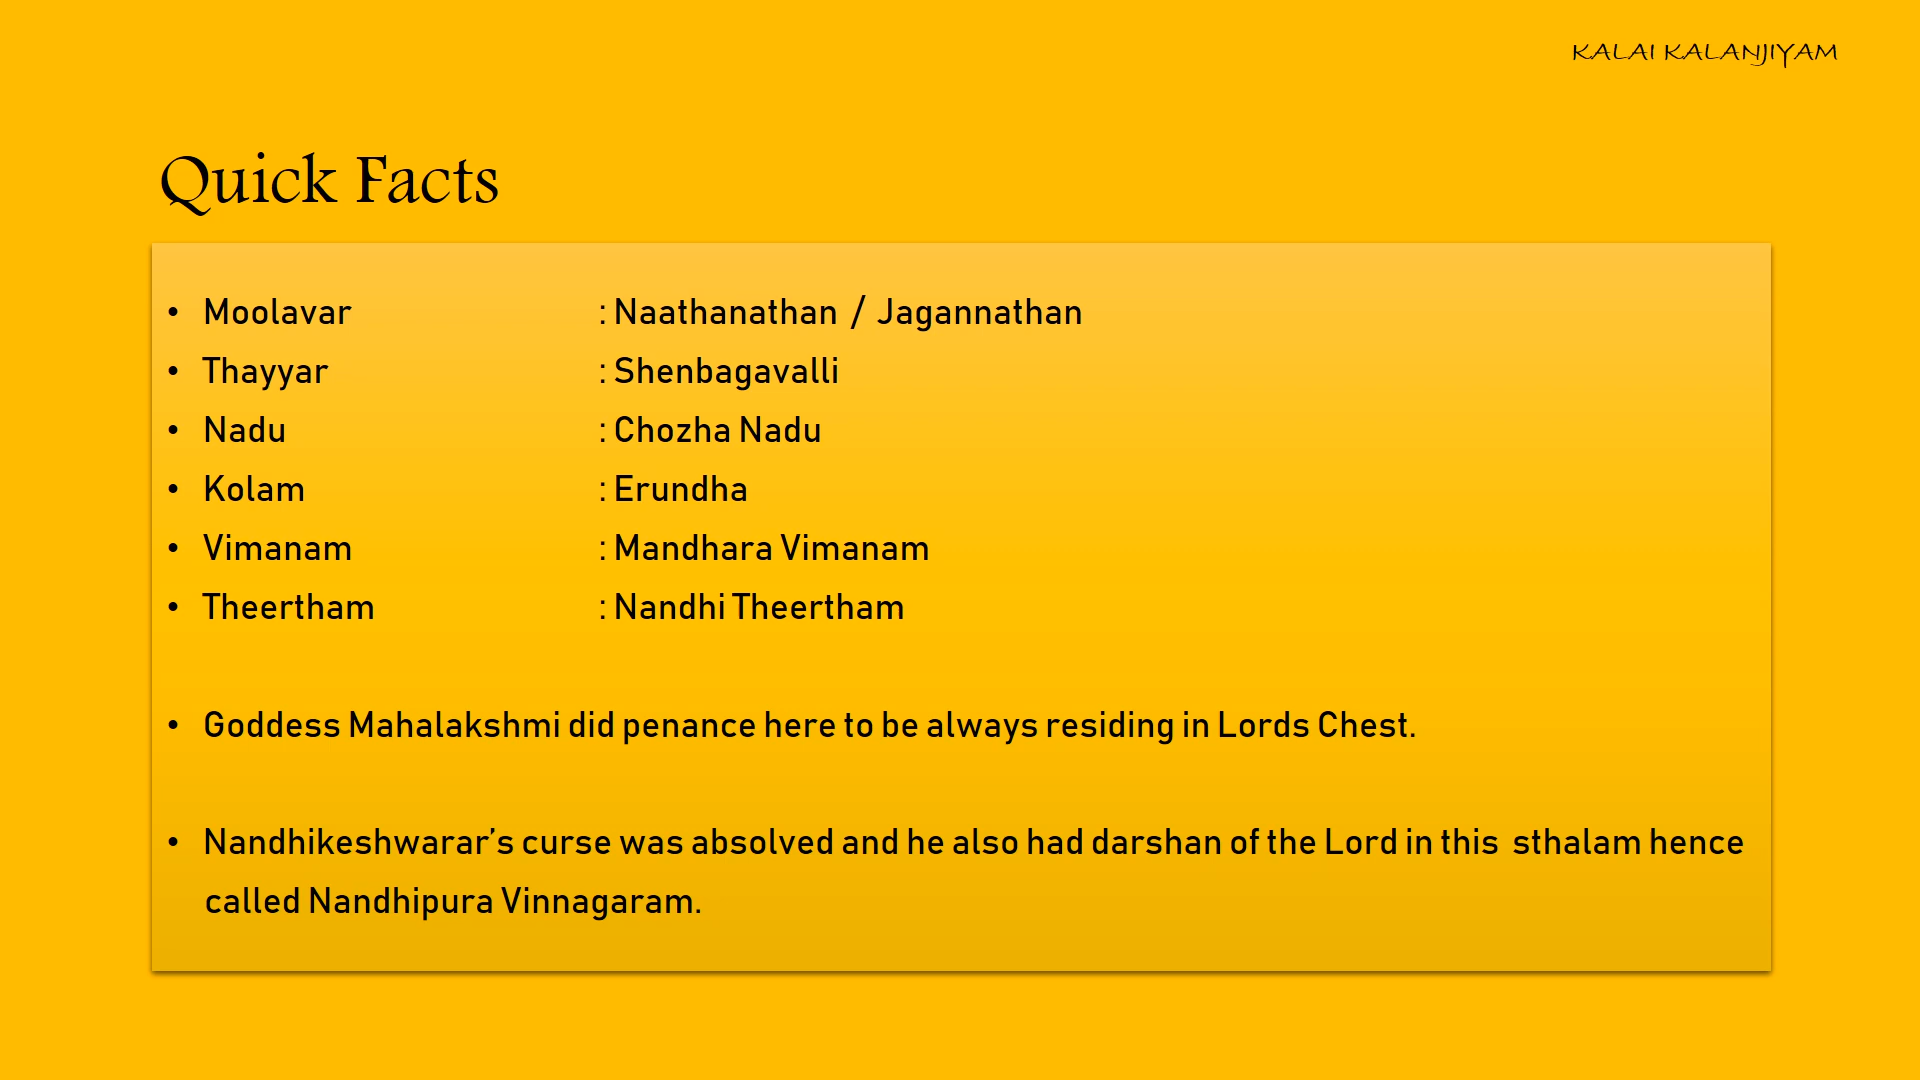 KALAI KALANJIYAM
Quick Facts
• Moolavar : Naathanathan / Jagannathan
• Thayyar : Shenbagavalli
• Nadu : Chozha Nadu
• Kolam : Erundha
• Vimanam : Mandhara Vimanam
• Theertham : Nandhi Theertham
• Goddess Mahalakshmi did penance here to be always residing in Lords Chest.
• Nandhikeshwarar’s curse was absolved and he also had darshan of the Lord in this sthalam hence
called Nandhipura Vinnagaram.